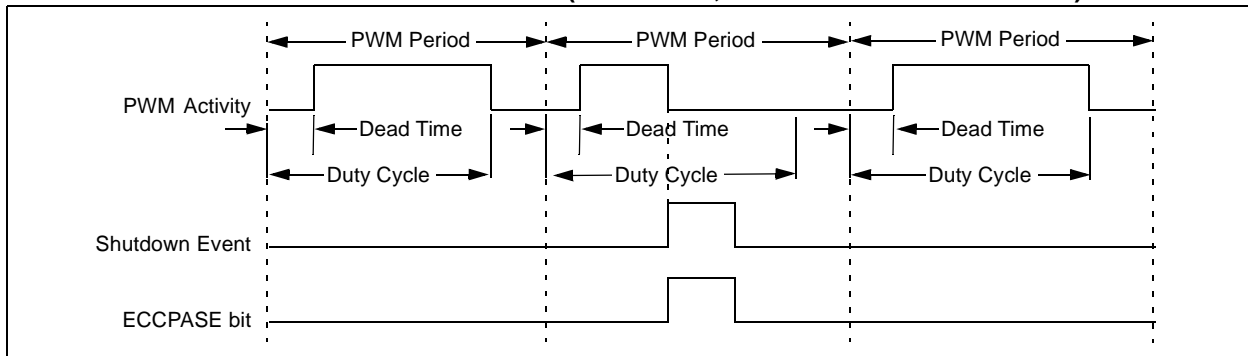 PWM Period PWM Period PWM Period
PWM Activity
Dead Time Dead Time Dead Time
Duty Cycle Duty Cycle Duty Cycle
Shutdown Event
ECCPASE bit